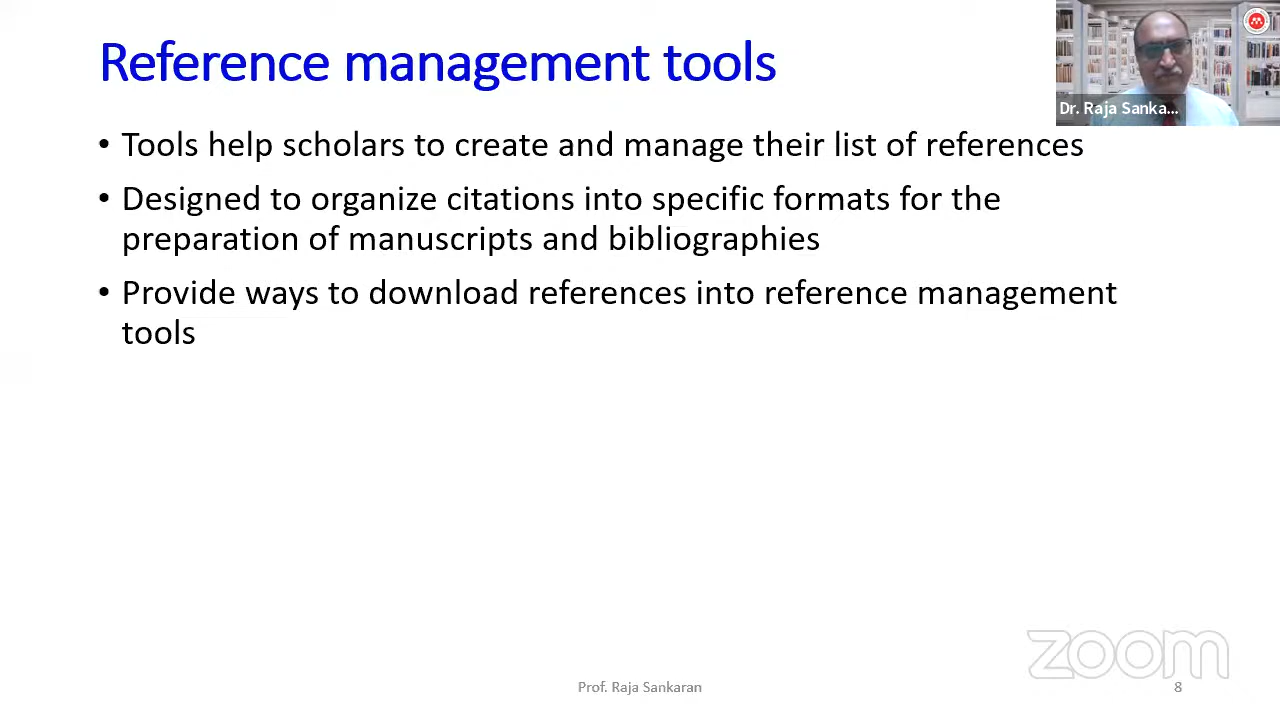 Reference management tools
Dr. Raja Sanka...
• Tools help scholars to create and manage their list of references
• Designed to organize citations into specific formats for the
preparation of manuscripts and bibliographies
• Provide ways to download references into reference management
tools
zoom
Prof. Raja Sankaran
8